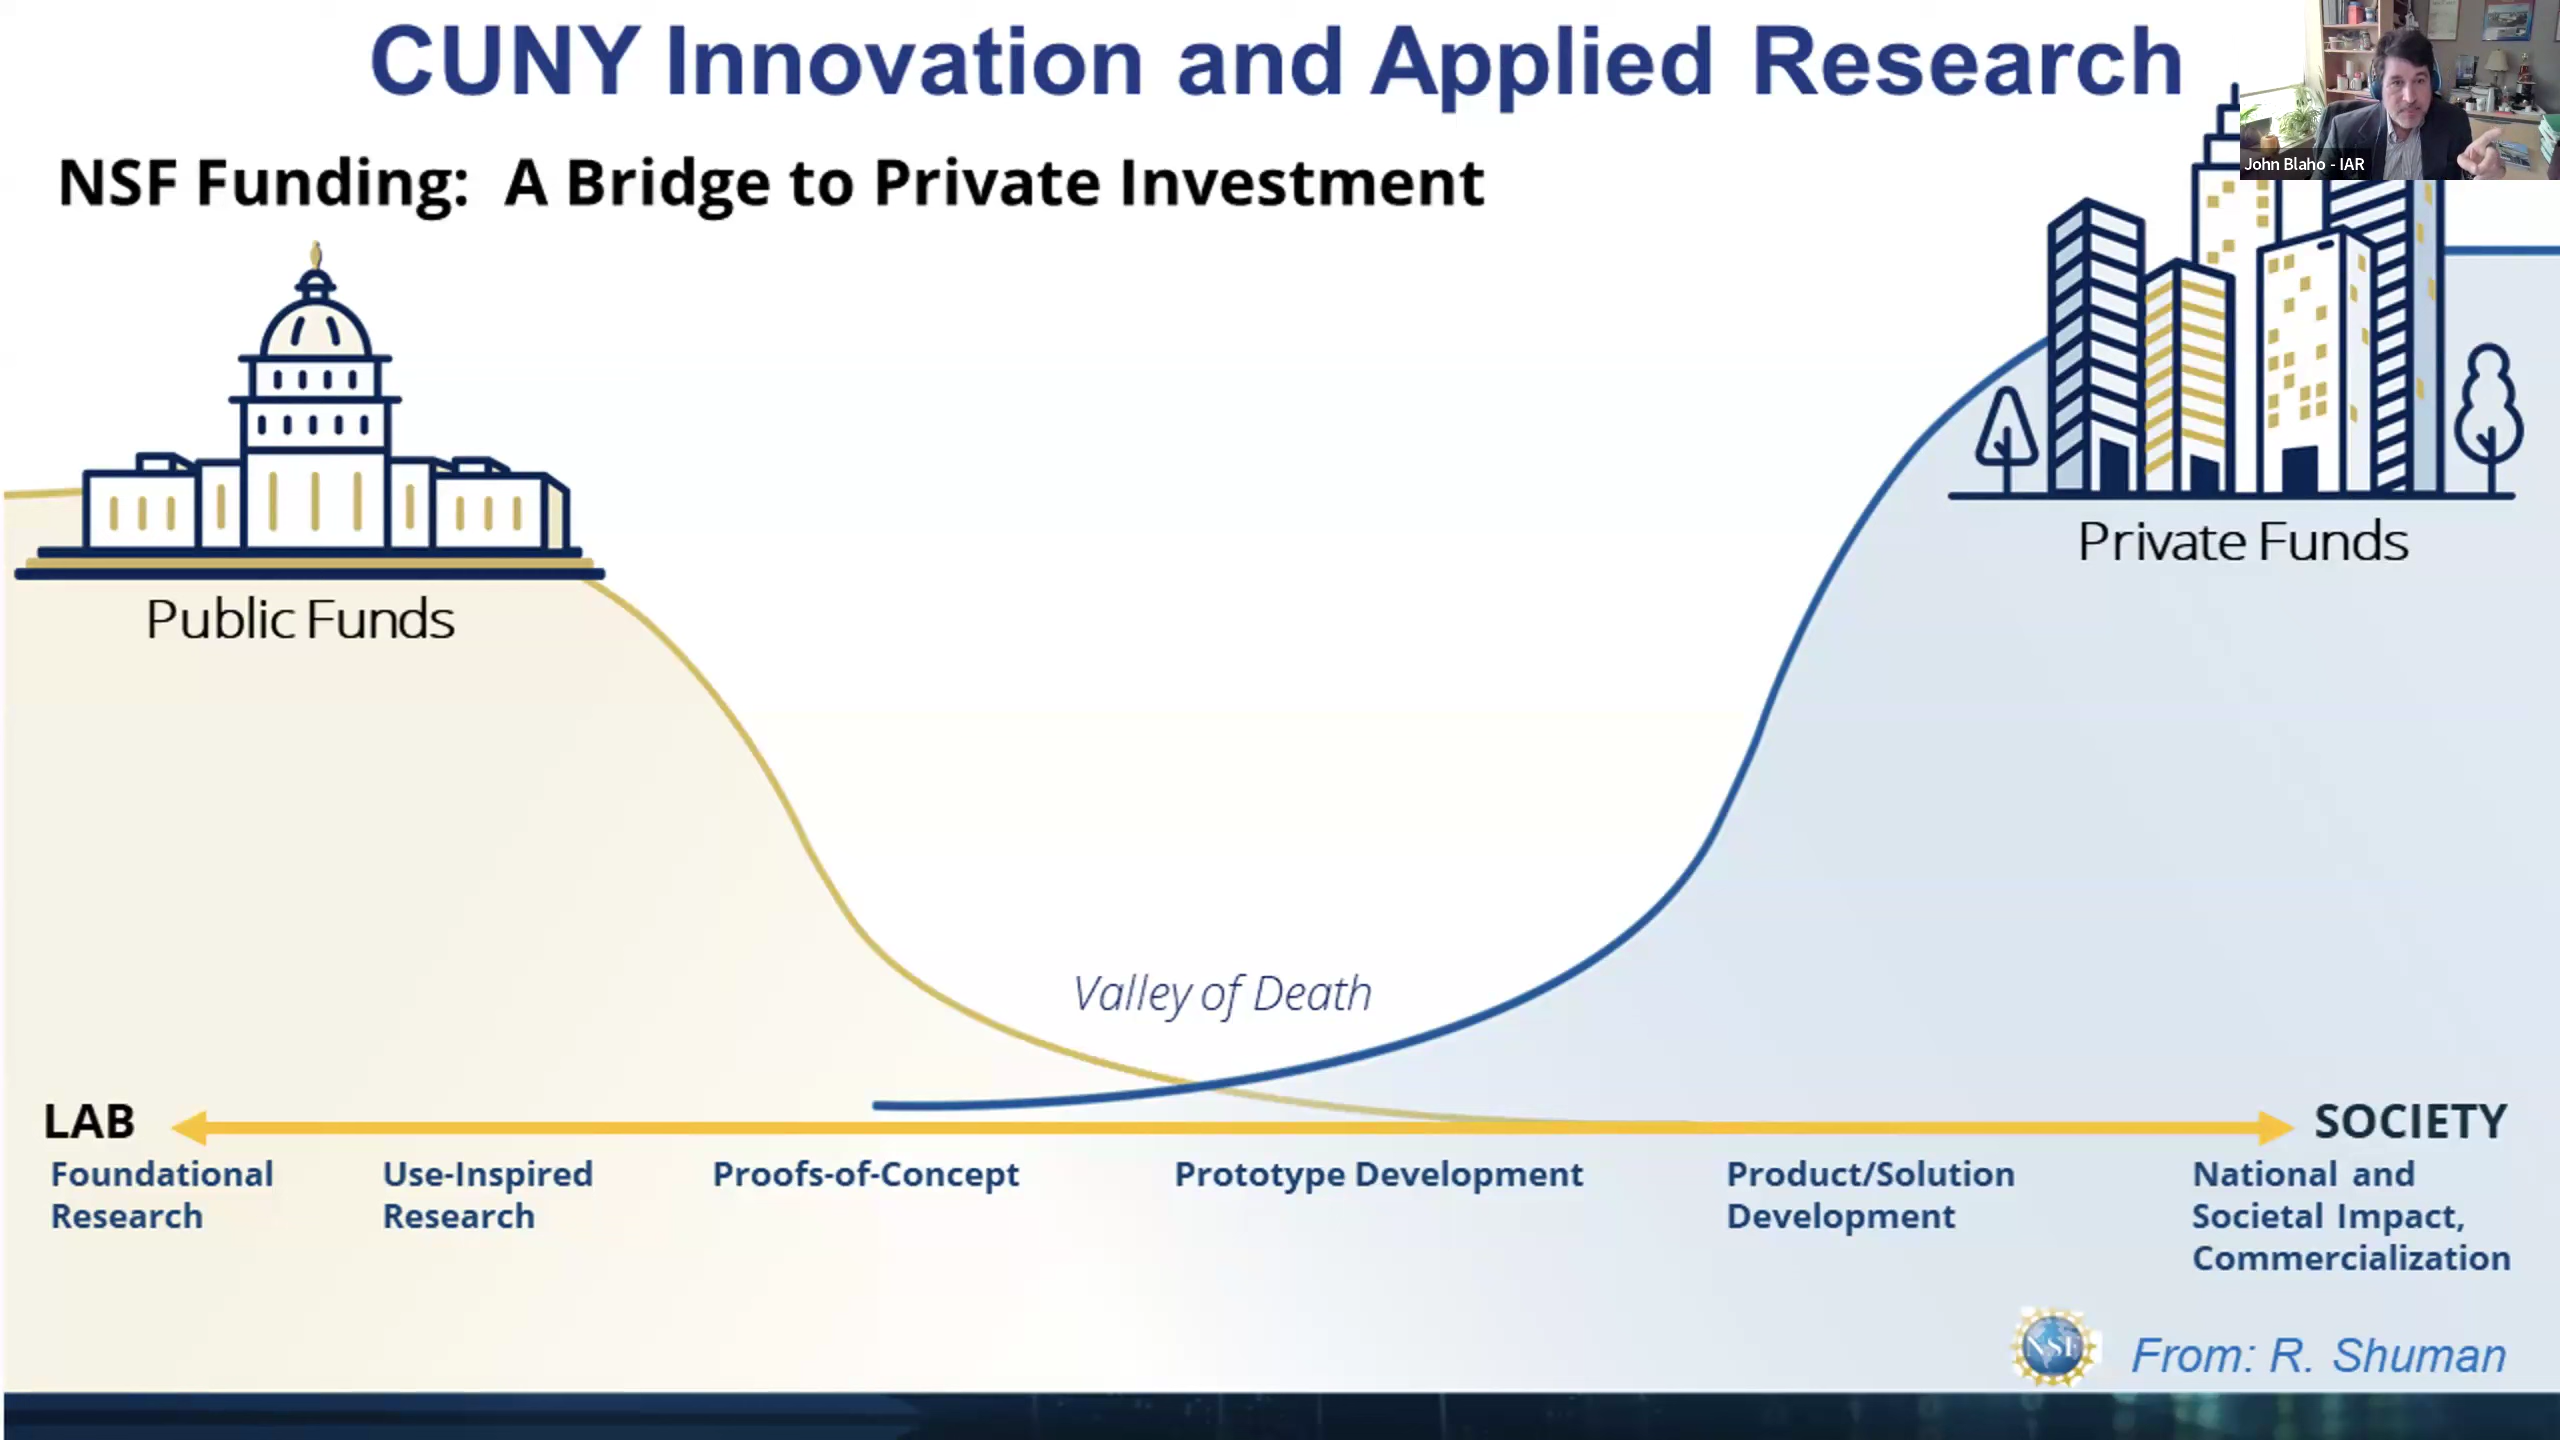 CUNY Innovation and Applied Research
John Blaho - IAR
NSF Funding: A Bridge to Private Investment
Private Funds
Public Funds
Valley of Death
LAB
SOCIETY
Foundational
Research
Use-Inspired
Research
Proofs-of-Concept
Prototype Development
Product/Solution
Development
National and
Societal Impact,
Commercialization
NSF
From: R. Shuman